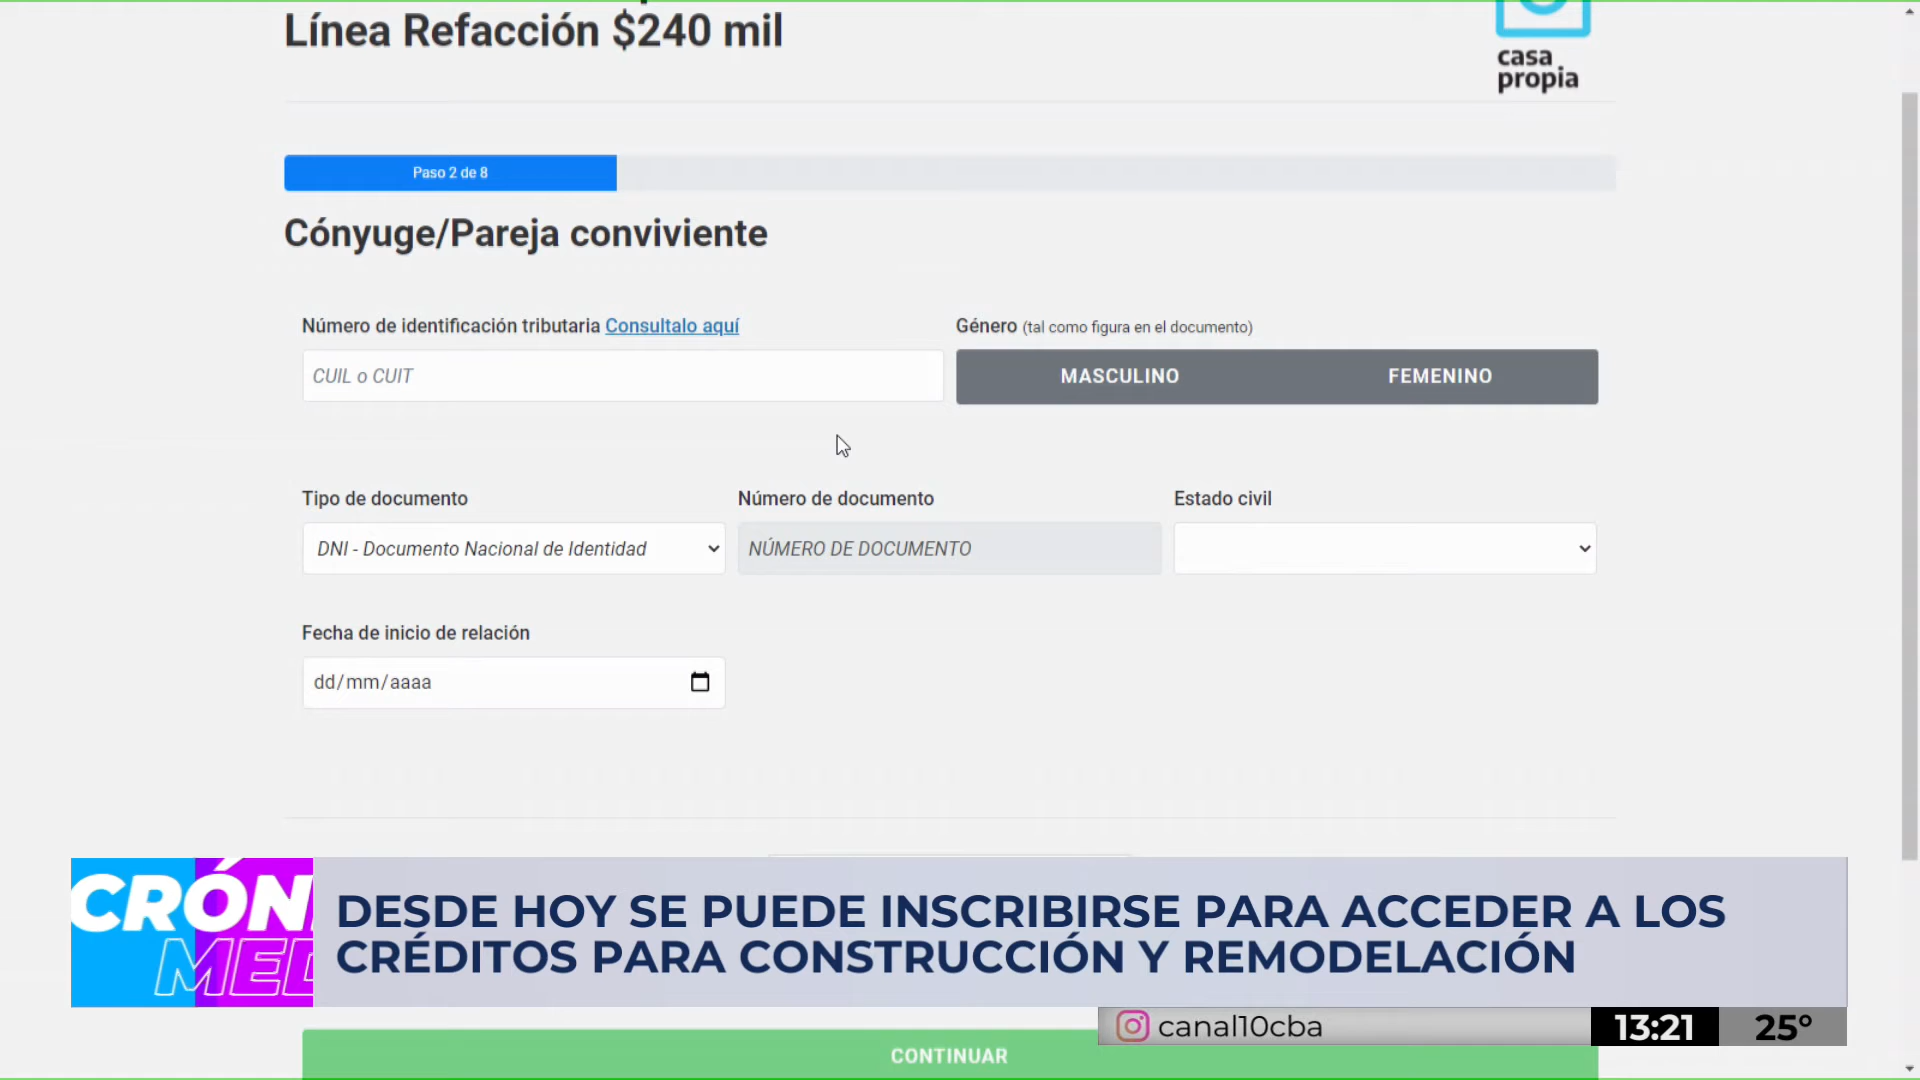 Línea Refacción $240 mil
casa
propia
Paso 2 de 8
Cónyuge/Pareja conviviente
Número de identificación tributaria Consultalo aquí
Género (tal como figura en el documento)
CUIL o CUIT
MASCULINO
FEMENINO
Tipo de documento
Número de documento
Estado civil
DNI - Documento Nacional de Identidad
NÚMERO DE DOCUMENTO
Fecha de inicio de relación
dd/mm/aaaa
CRÓN
MED
DESDE HOY SE PUEDE INSCRIBIRSE PARA ACCEDER A LOS
CRÉDITOS PARA CONSTRUCCIÓN Y REMODELACIÓN
canal10cba
13:21
25°
CONTINUAR